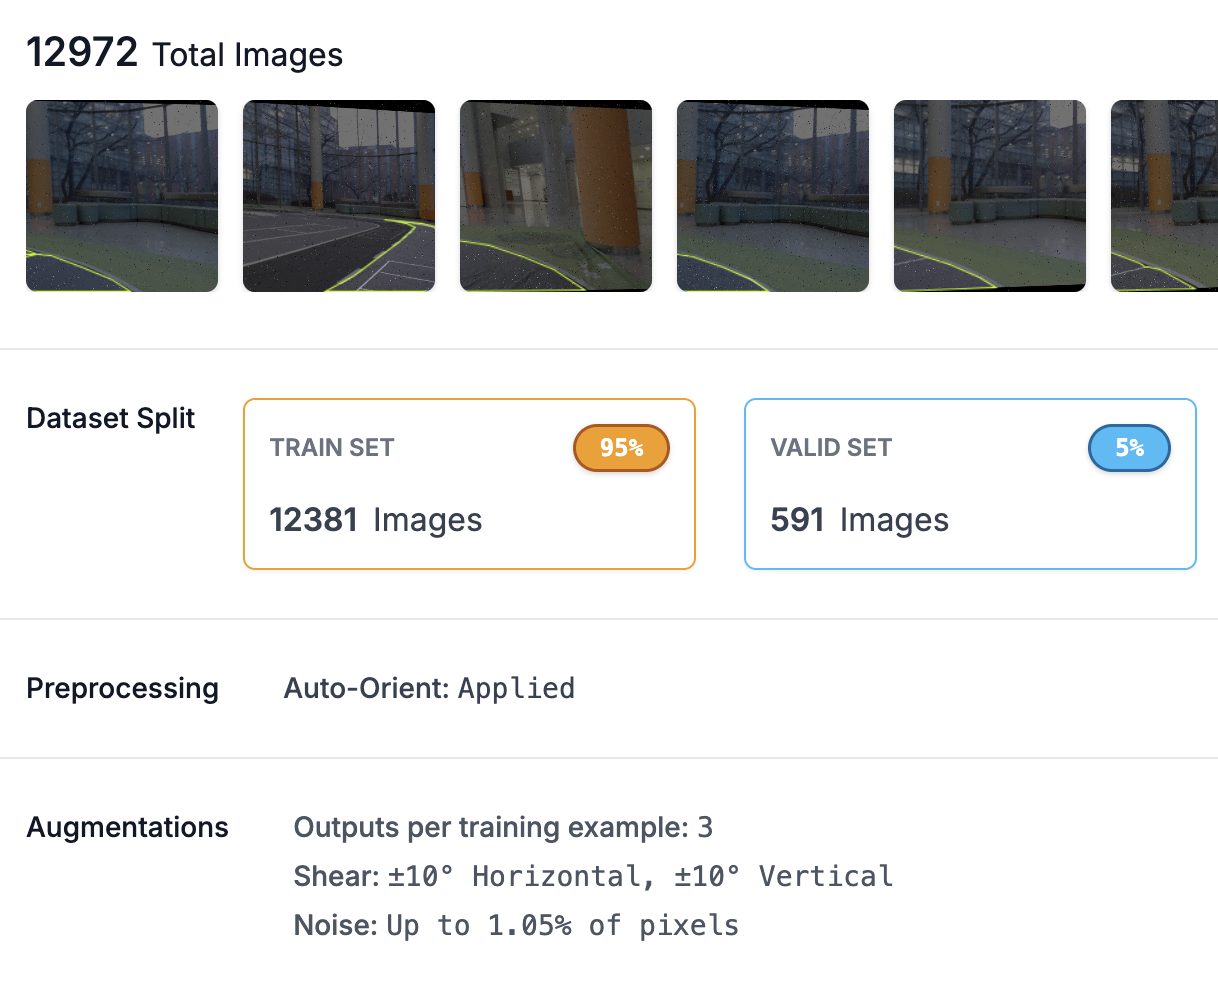 12972 Total Images
Dataset Split
TRAIN SET 95%
12381 Images
VALID SET 5%
591 Images
Preprocessing
Auto-Orient: Applied
Augmentations
Outputs per training example: 3
Shear: ±10° Horizontal, ±10° Vertical
Noise: Up to 1.05% of pixels